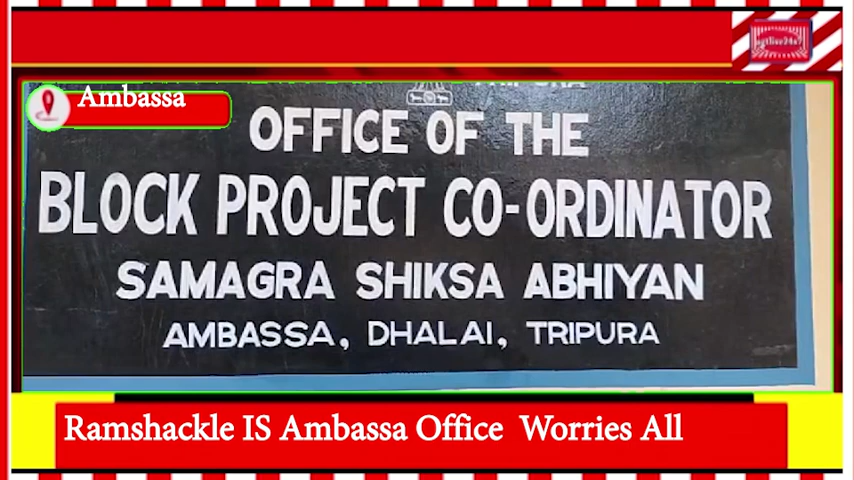 Ambassa
OFFICE OF THE
BLOCK PROJECT CO-ORDINATOR
SAMAGRA SHIKSA ABHIYAN
AMBASSA, DHALAI, TRIPURA
Ramshackle IS Ambassa Office Worries All